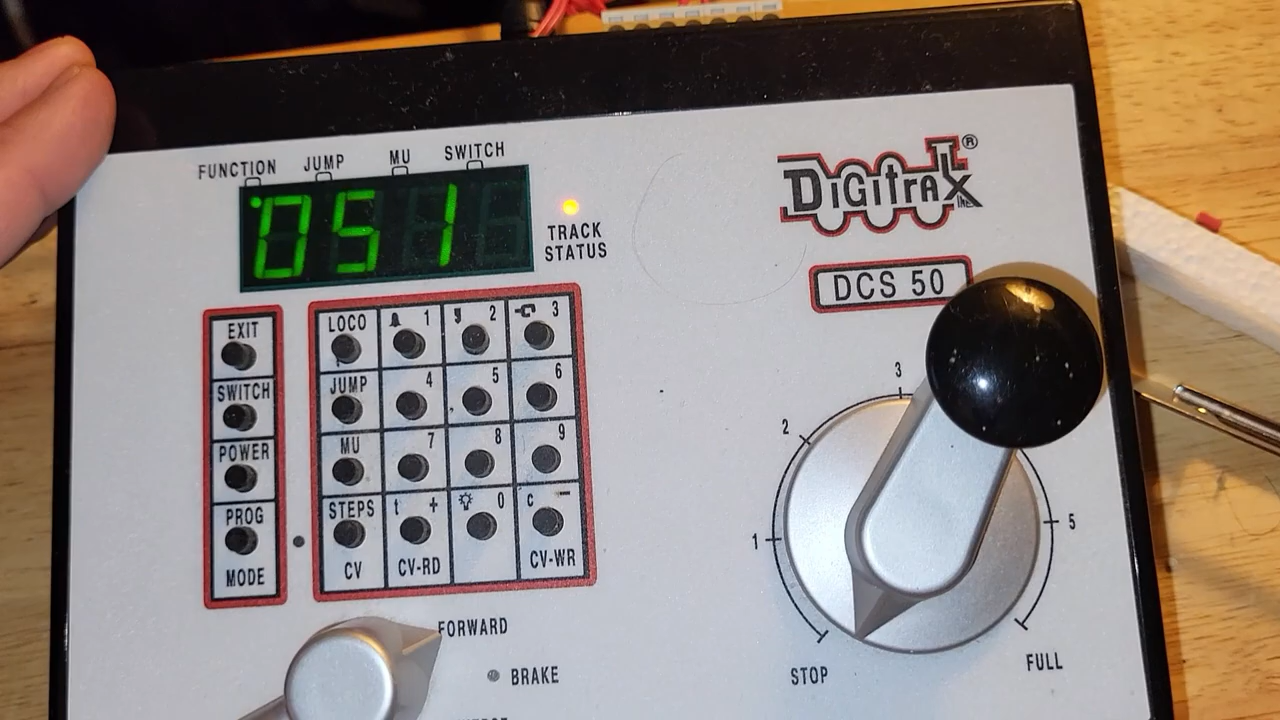 FUNCTION JUMP MU SWITCH
051
TRACK
STATUS
DIGITRAX ®
INC
DCS 50
EXIT
SWITCH
POWER
PROG
MODE
LOCO 1 2 3
JUMP 4 5 6
MU 7 8 9
STEPS t + 0 c -
CV CV-RD CV-WR
1 2 3 5
STOP FULL
FORWARD
BRAKE